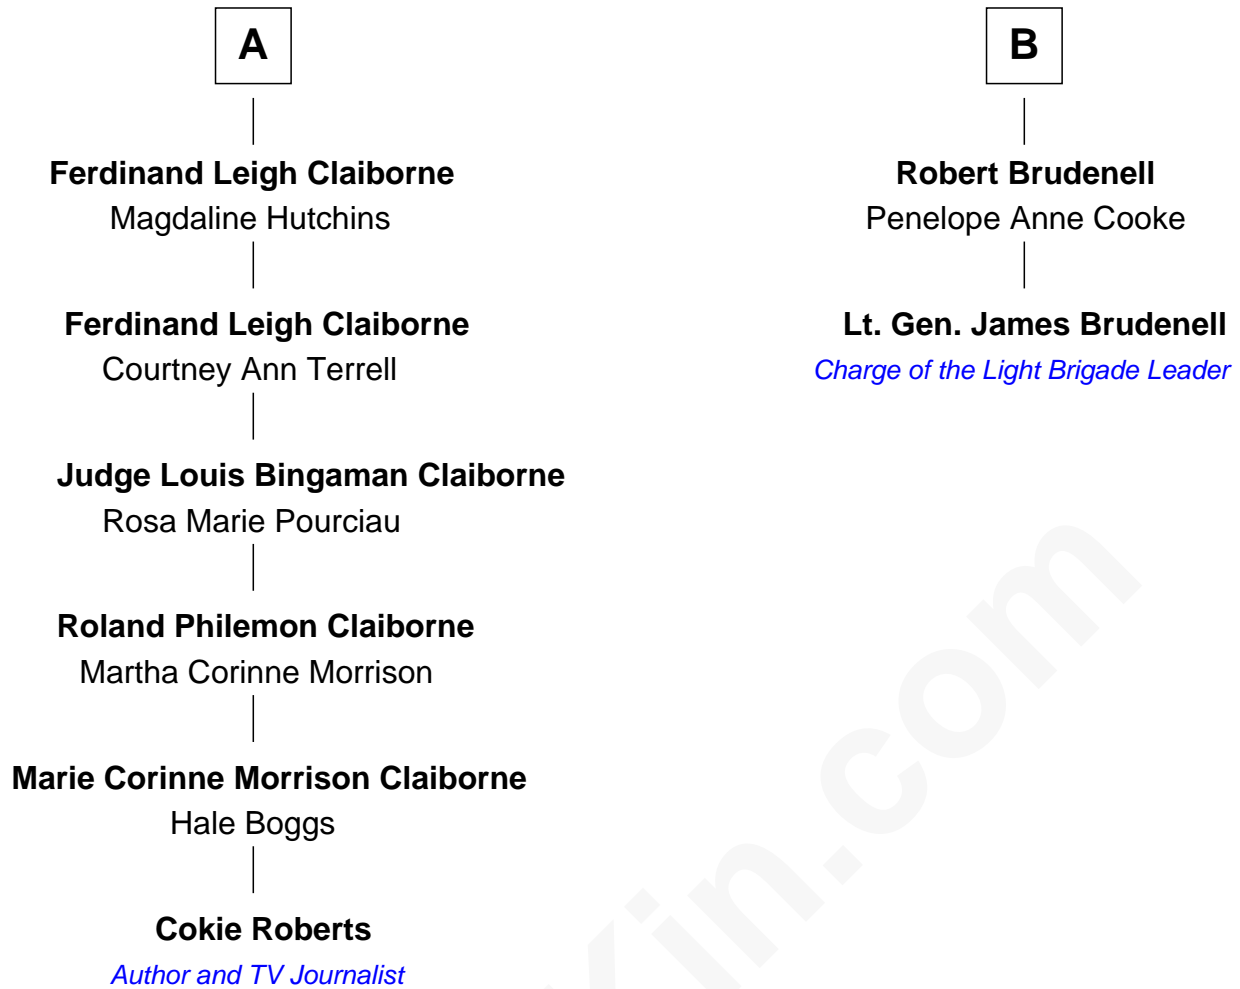 A
Ferdinand Leigh Claiborne
Magdaline Hutchins
Ferdinand Leigh Claiborne
Courtney Ann Terrell
Judge Louis Bingaman Claiborne
Rosa Marie Pourciau
Roland Philemon Claiborne
Martha Corinne Morrison
Marie Corinne Morrison Claiborne
Hale Boggs
Cokie Roberts
Author and TV Journalist
B
Robert Brudenell
Penelope Anne Cooke
Lt. Gen. James Brudenell
Charge of the Light Brigade Leader
Kin.com